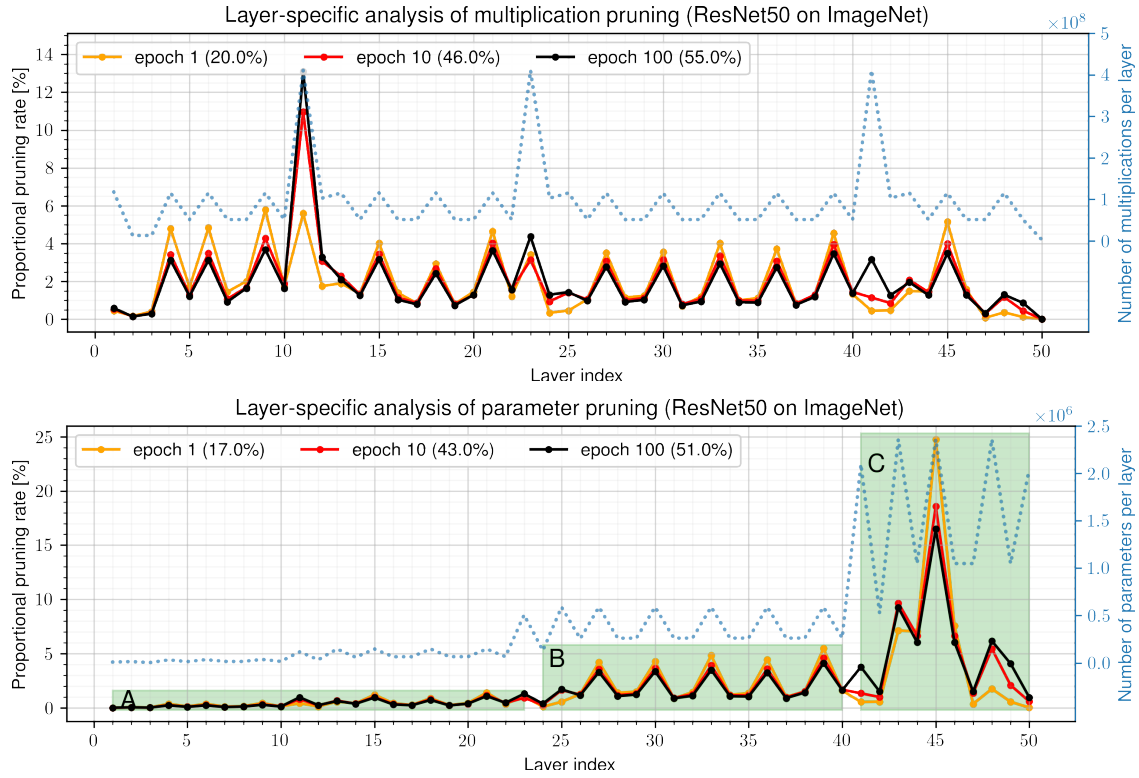 Layer-specific analysis of multiplication pruning (ResNet50 on ImageNet)
×10⁸
epoch 1 (20.0%) epoch 10 (46.0%) epoch 100 (55.0%)
Proportional pruning rate [%]
14
12
10
8
6
4
2
0
5
4
3
2
1
0
Number of multiplications per layer
0 5 10 15 20 25 30 35 40 45 50
Layer index
Layer-specific analysis of parameter pruning (ResNet50 on ImageNet)
×10⁶
epoch 1 (17.0%) epoch 10 (43.0%) epoch 100 (51.0%)
Proportional pruning rate [%]
25
20
15
10
5
0
A
B
C
2.5
2.0
1.5
1.0
0.5
0.0
Number of parameters per layer
0 5 10 15 20 25 30 35 40 45 50
Layer index